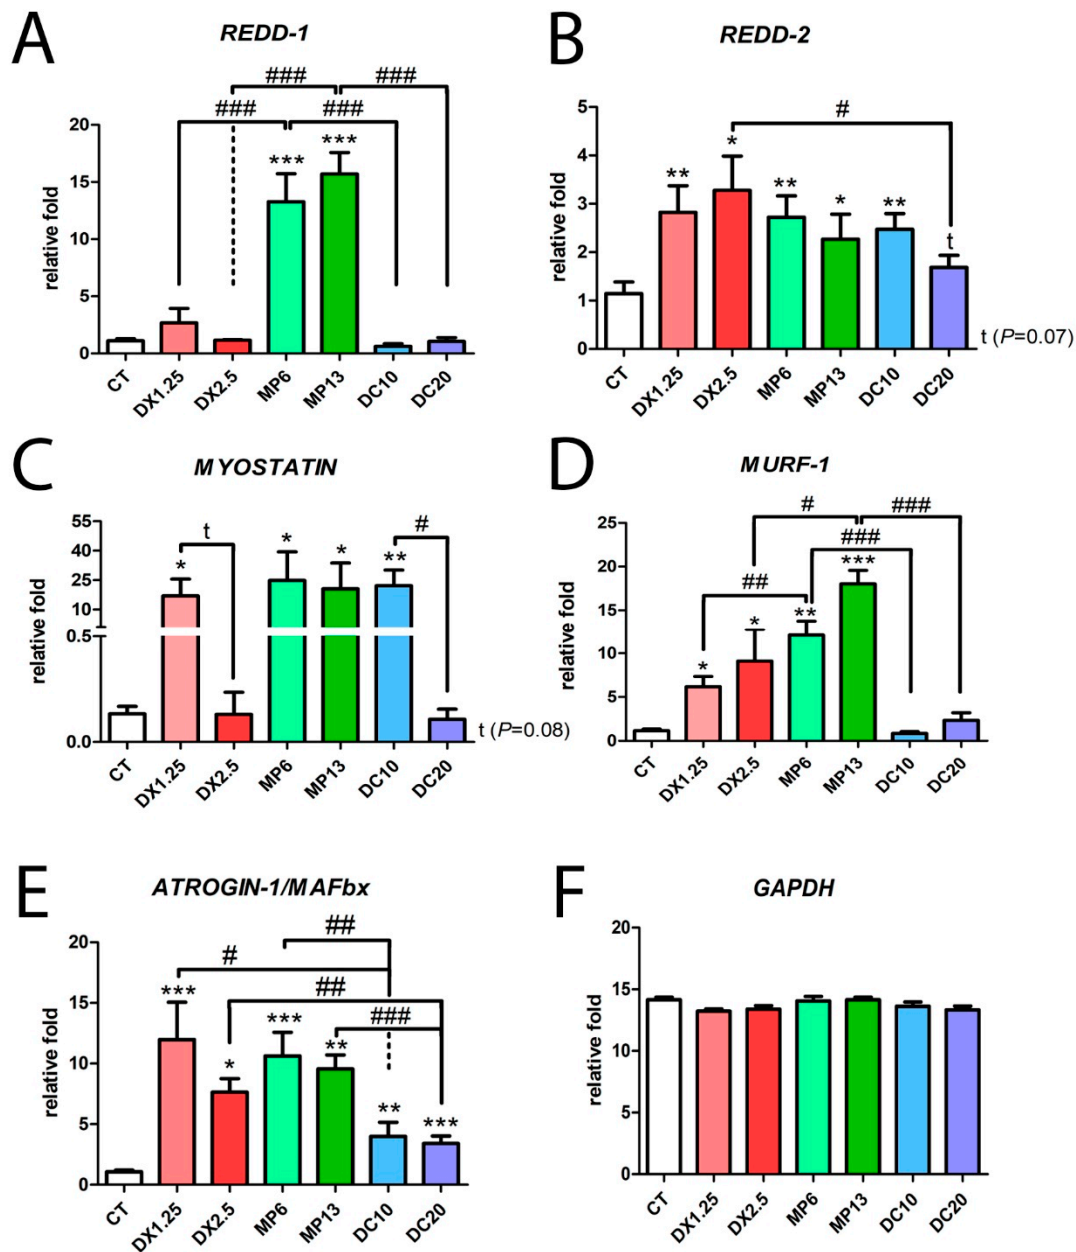 A
REDD-1
relative fold
20
15
10
5
0
###
###
###
###
***
***
CT
DX1.25
DX2.5
MP6
MP13
DC10
DC20
B
REDD-2
relative fold
5
4
3
2
1
0
#
**
*
**
*
**
t
t (P=0.07)
CT
DX1.25
DX2.5
MP6
MP13
DC10
DC20
C
MYOSTATIN
relative fold
55
40
25
10
0.5
0.0
t
#
*
*
*
**
t (P=0.08)
CT
DX1.25
DX2.5
MP6
MP13
DC10
DC20
D
MURF-1
relative fold
25
20
15
10
5
0
#
###
###
##
*
*
**
***
CT
DX1.25
DX2.5
MP6
MP13
DC10
DC20
E
ATROGIN-1/MAFbx
relative fold
20
15
10
5
0
##
#
##
###
***
*
***
**
**
***
CT
DX1.25
DX2.5
MP6
MP13
DC10
DC20
F
GAPDH
relative fold
20
15
10
5
0
CT
DX1.25
DX2.5
MP6
MP13
DC10
DC20